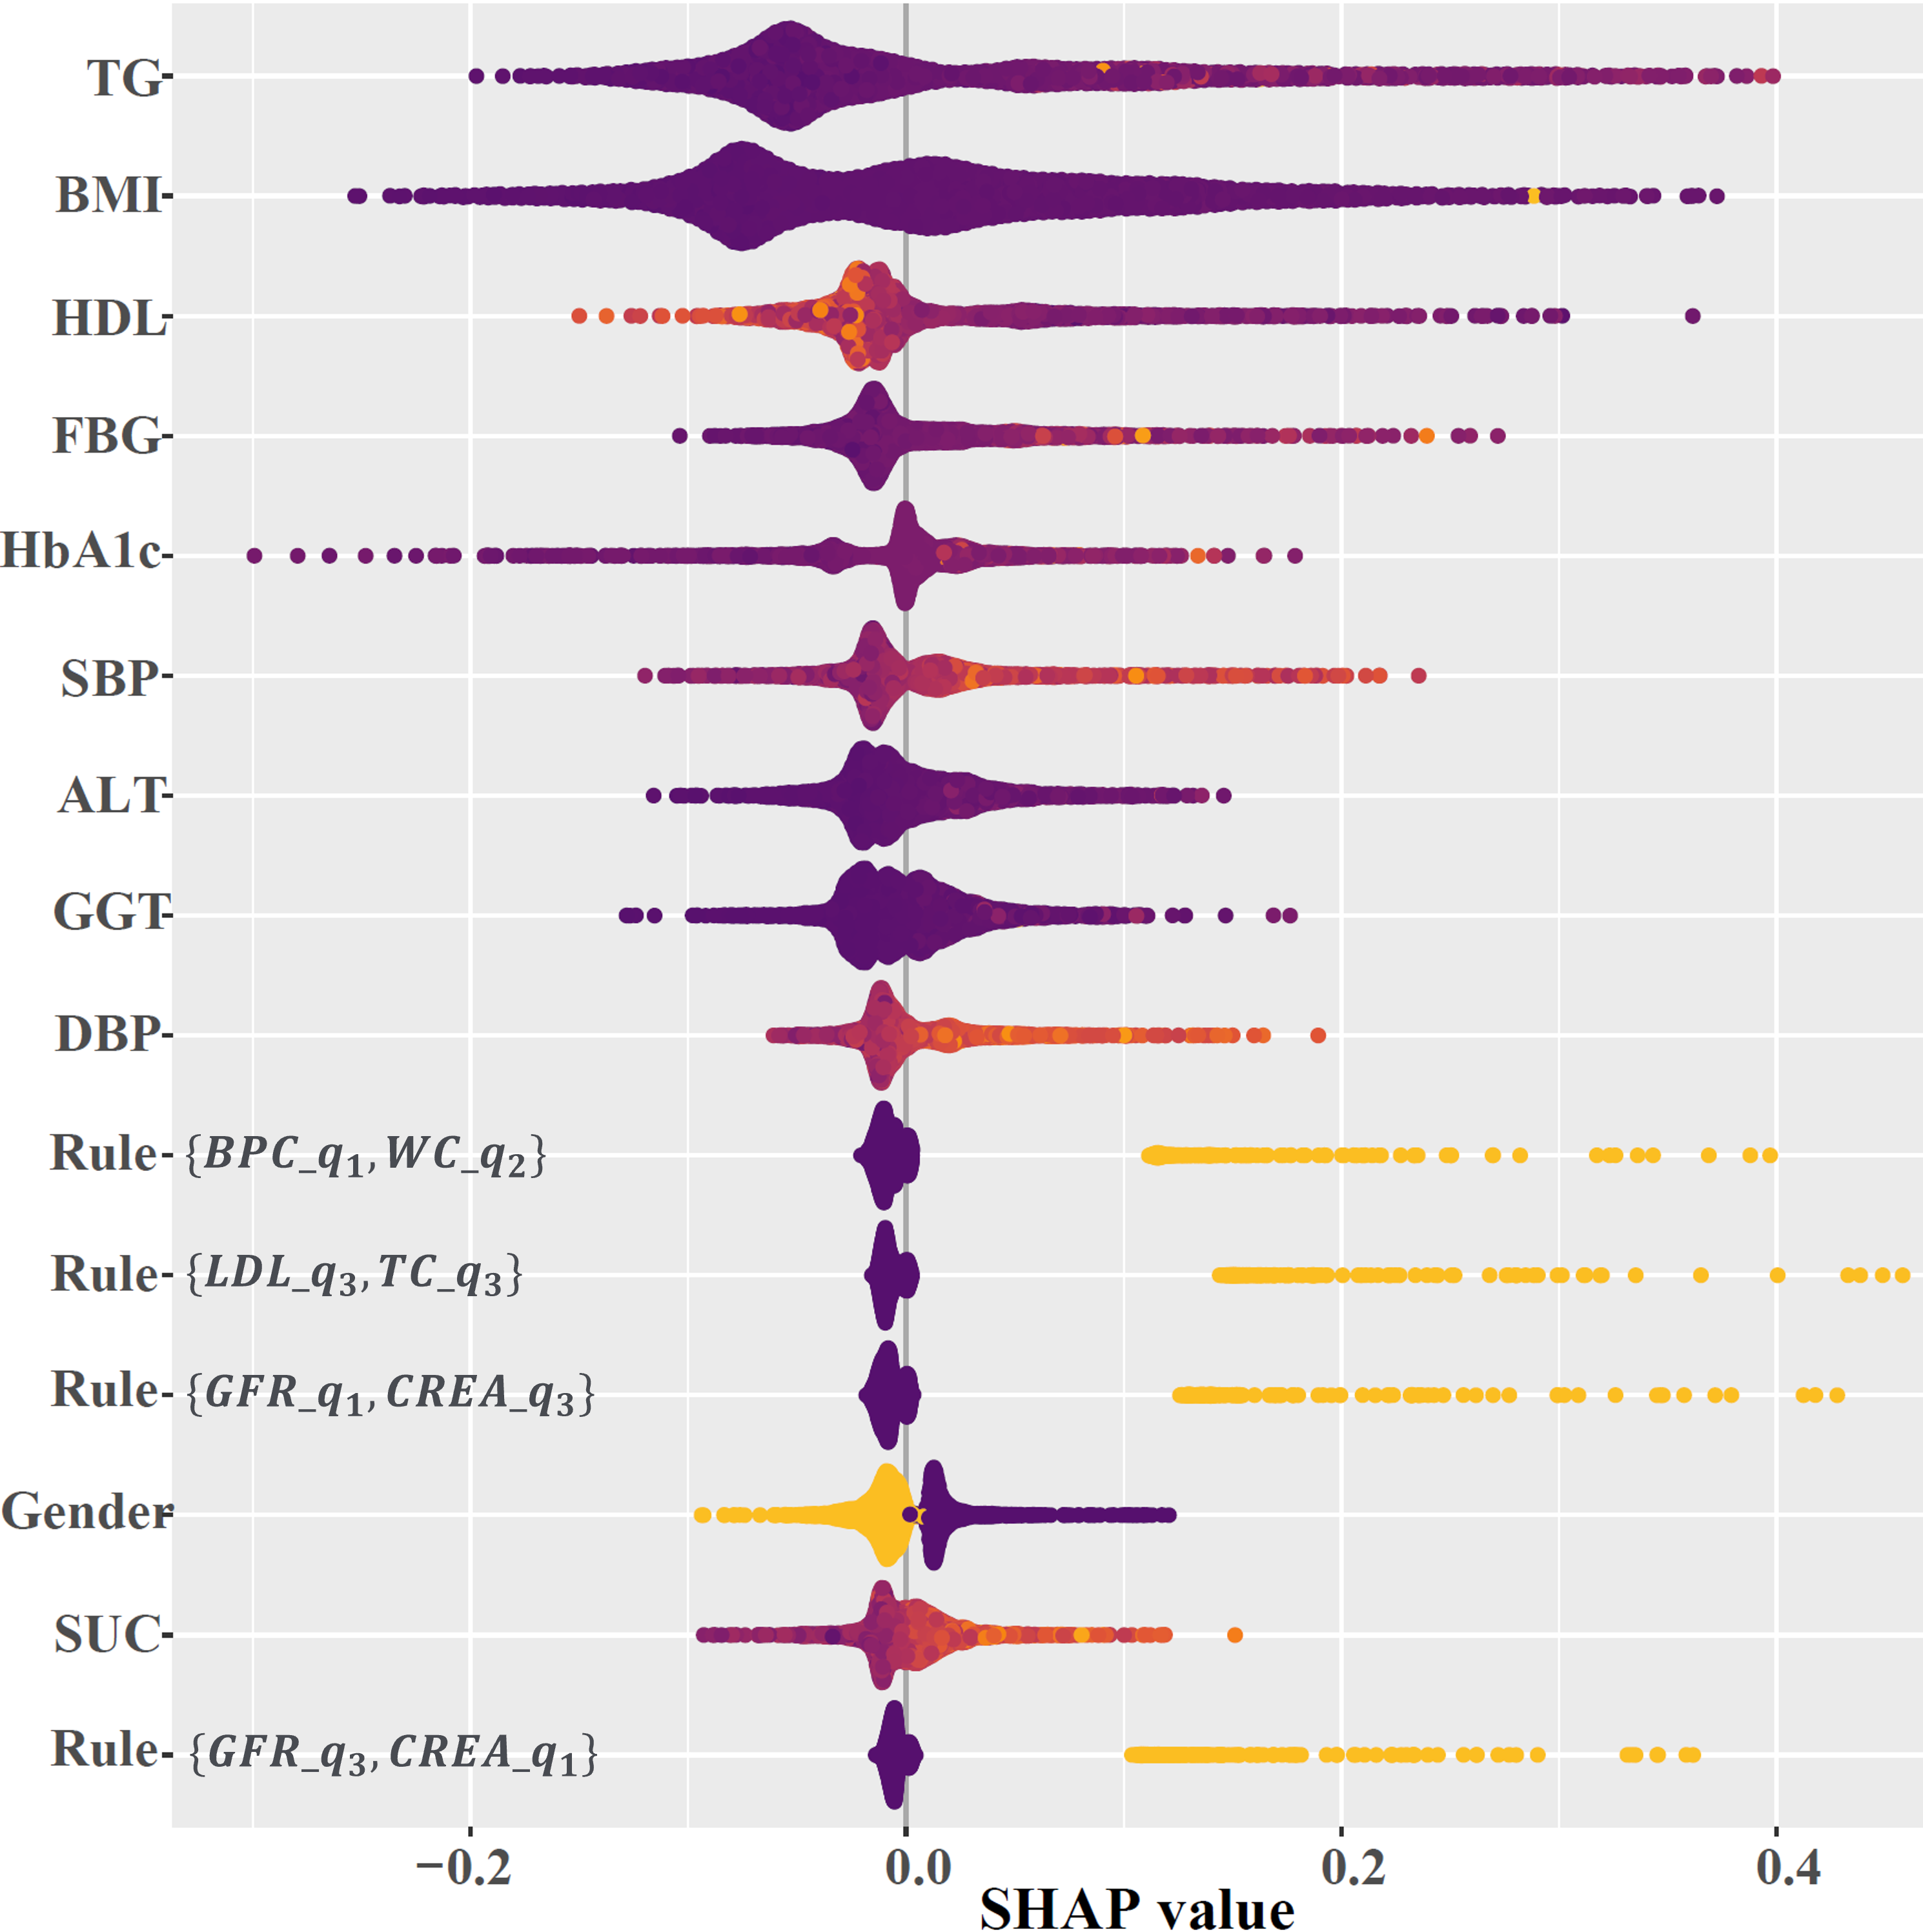 TG
BMI
HDL
FBG
HbA1c
SBP
ALT
GGT
DBP
Rule {BPC_q₁, WC_q₂}
Rule {LDL_q₃, TC_q₃}
Rule {GFR_q₁, CREA_q₃}
Gender
SUC
Rule {GFR_q₃, CREA_q₁}
−0.2 0.0 0.2 0.4
SHAP value